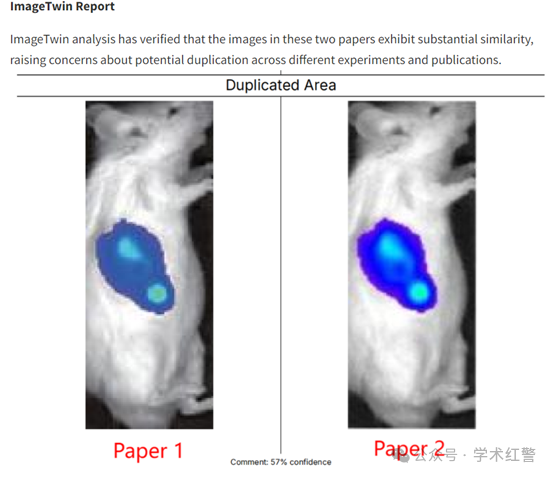 ImageTwin Report
ImageTwin analysis has verified that the images in these two papers exhibit substantial similarity,
raising concerns about potential duplication across different experiments and publications.
Duplicated Area
Paper 1
Paper 2
公众号 · 学术红警
Comment: 57% confidence